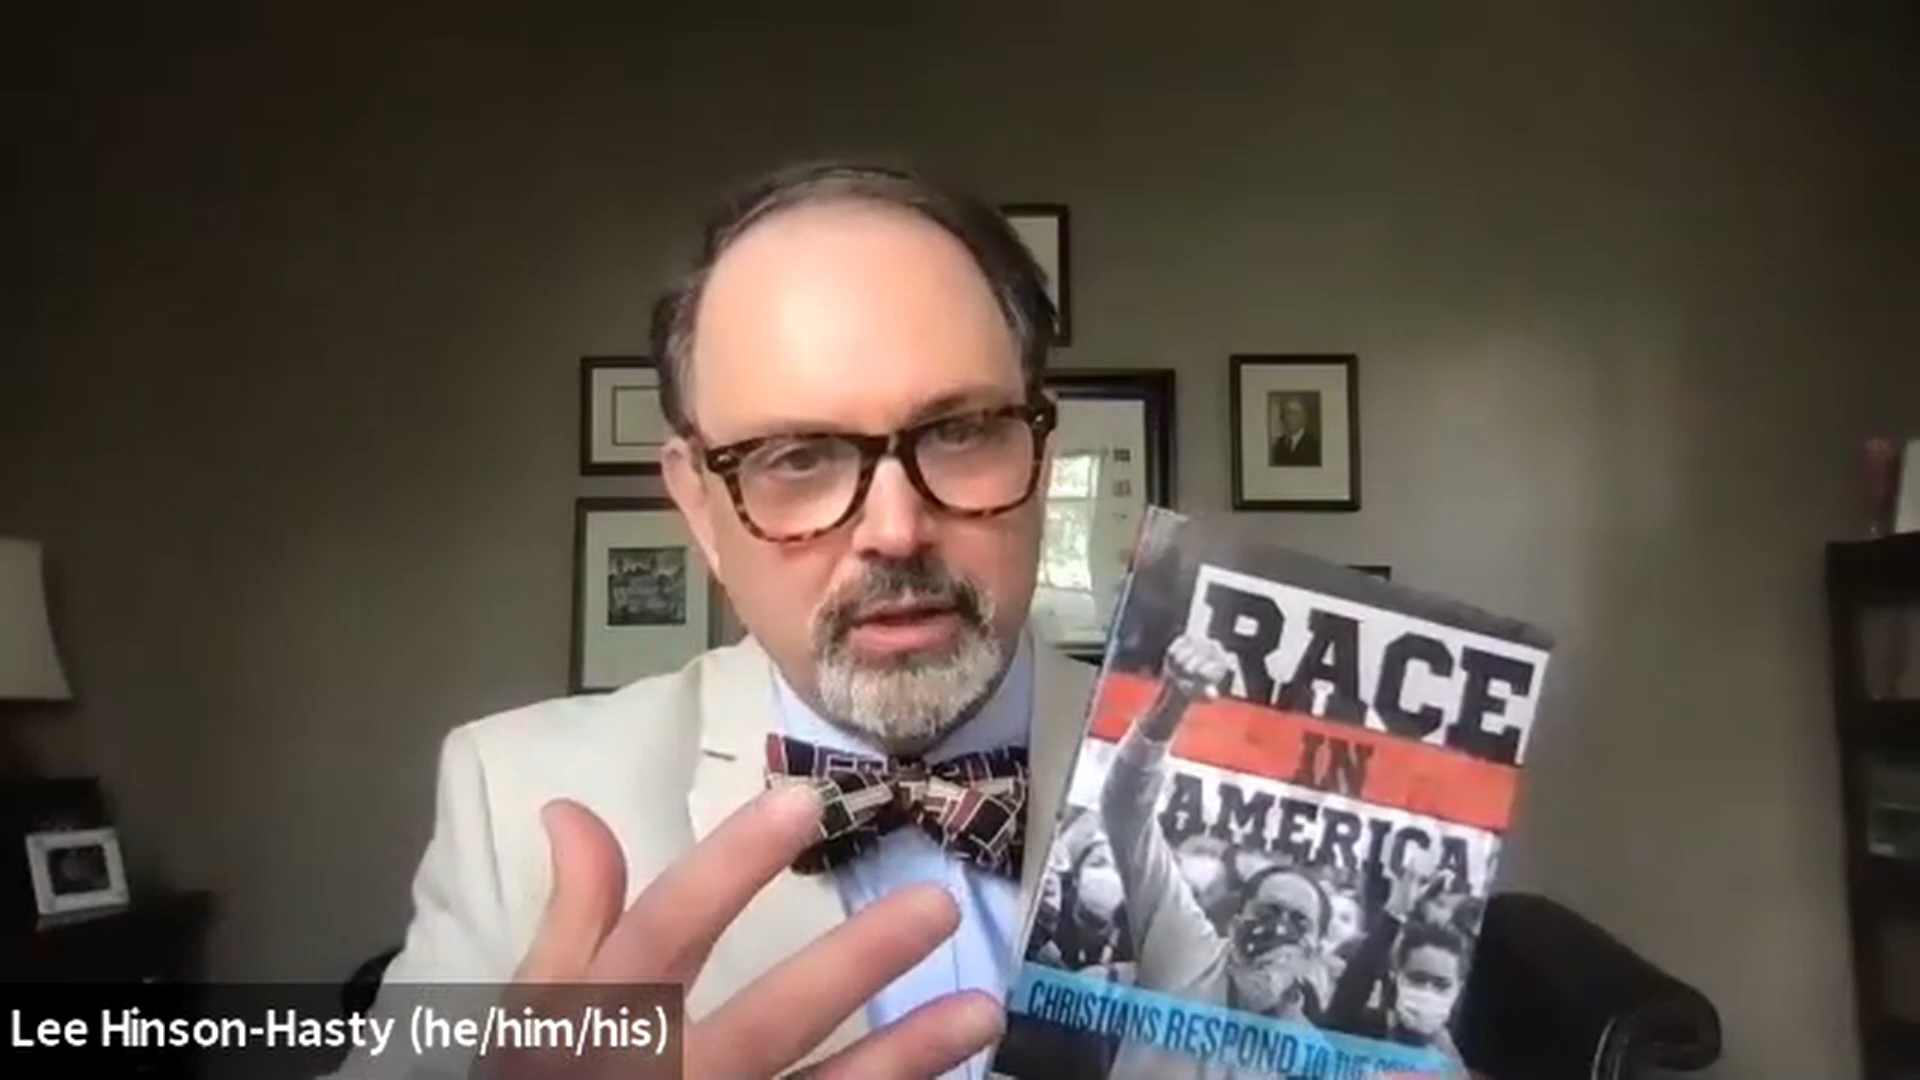 RACE
IN
AMERICA
CHRISTIANS RESPOND TO THE
Lee Hinson-Hasty (he/him/his)